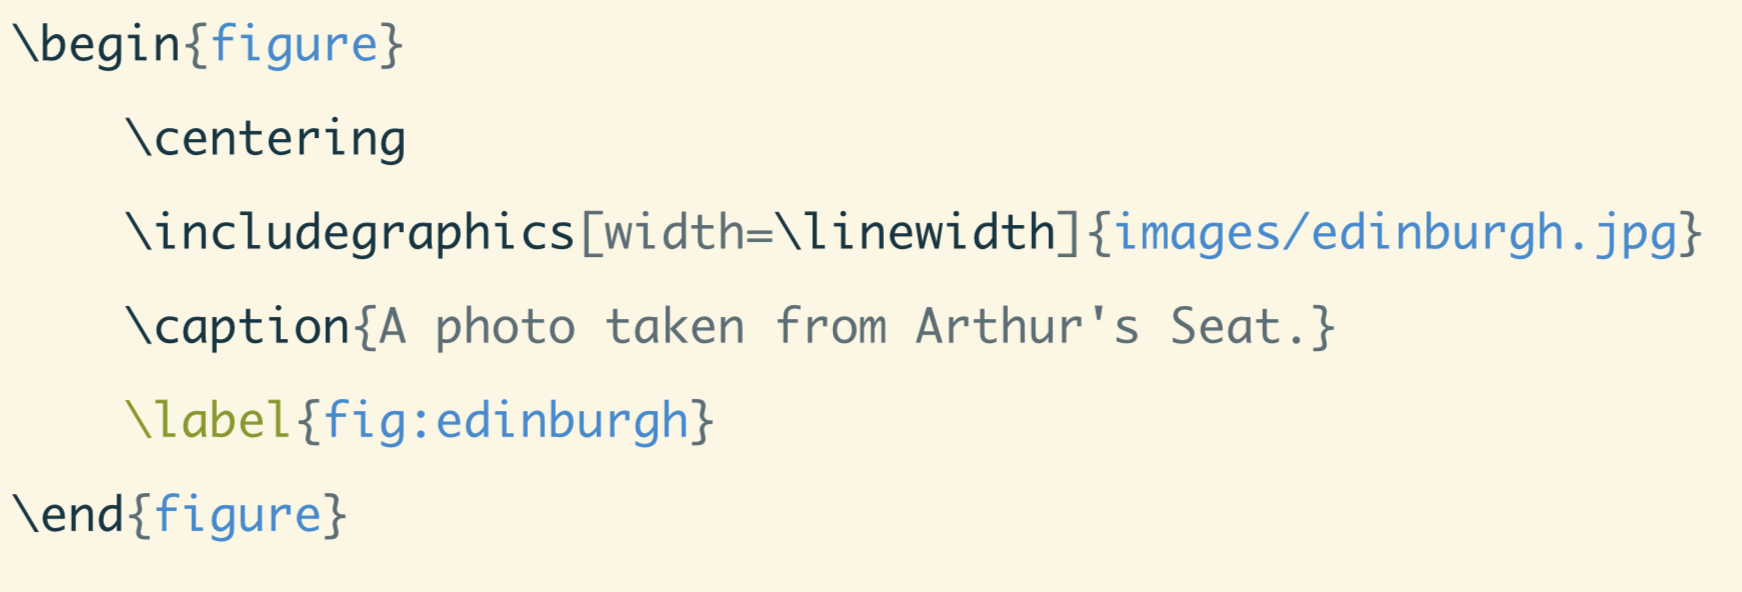 \begin{figure}
    \centering
    \includegraphics[width=\linewidth]{images/edinburgh.jpg}
    \caption{A photo taken from Arthur's Seat.}
    \label{fig:edinburgh}
\end{figure}